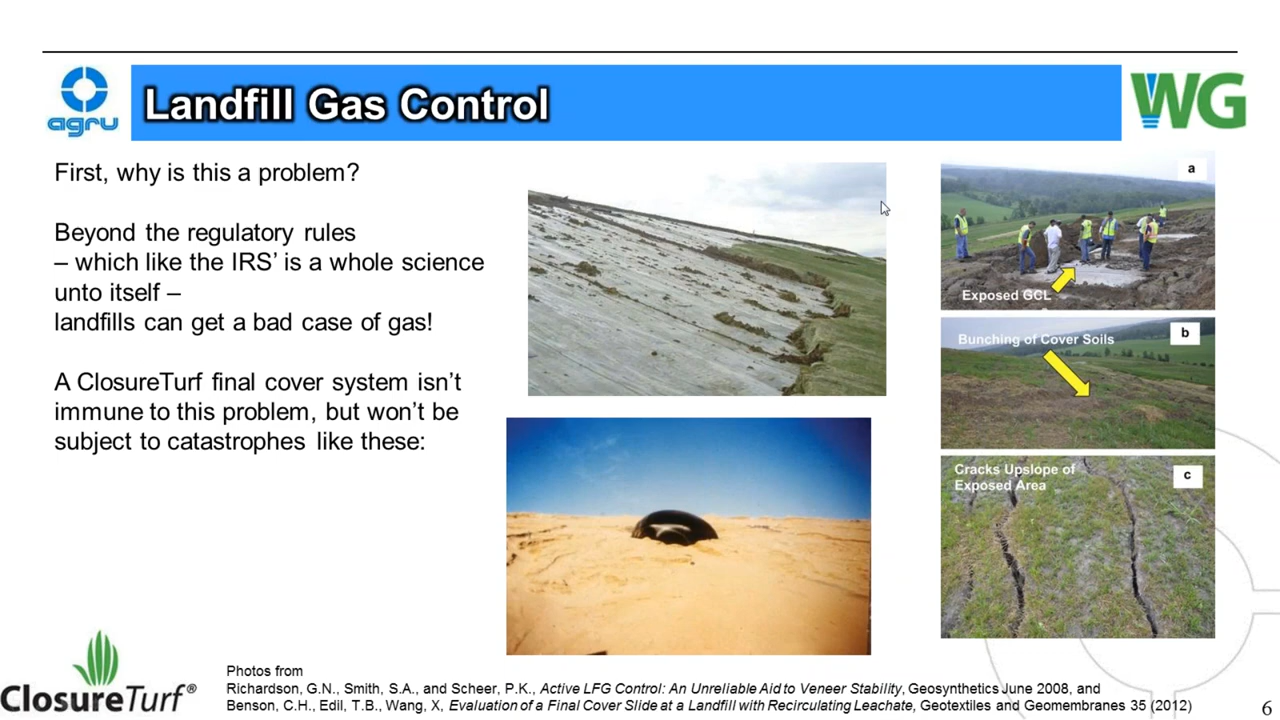 agru
Landfill Gas Control
WG
First, why is this a problem?
Beyond the regulatory rules
– which like the IRS’ is a whole science
unto itself –
landfills can get a bad case of gas!
A ClosureTurf final cover system isn’t
immune to this problem, but won’t be
subject to catastrophes like these:
a
Exposed GCL
b
Bunching of Cover Soils
c
Cracks Upslope of
Exposed Area
ClosureTurf®
Photos from
Richardson, G.N., Smith, S.A., and Scheer, P.K., Active LFG Control: An Unreliable Aid to Veneer Stability, Geosynthetics June 2008, and
Benson, C.H., Edil, T.B., Wang, X, Evaluation of a Final Cover Slide at a Landfill with Recirculating Leachate, Geotextiles and Geomembranes 35 (2012)
6